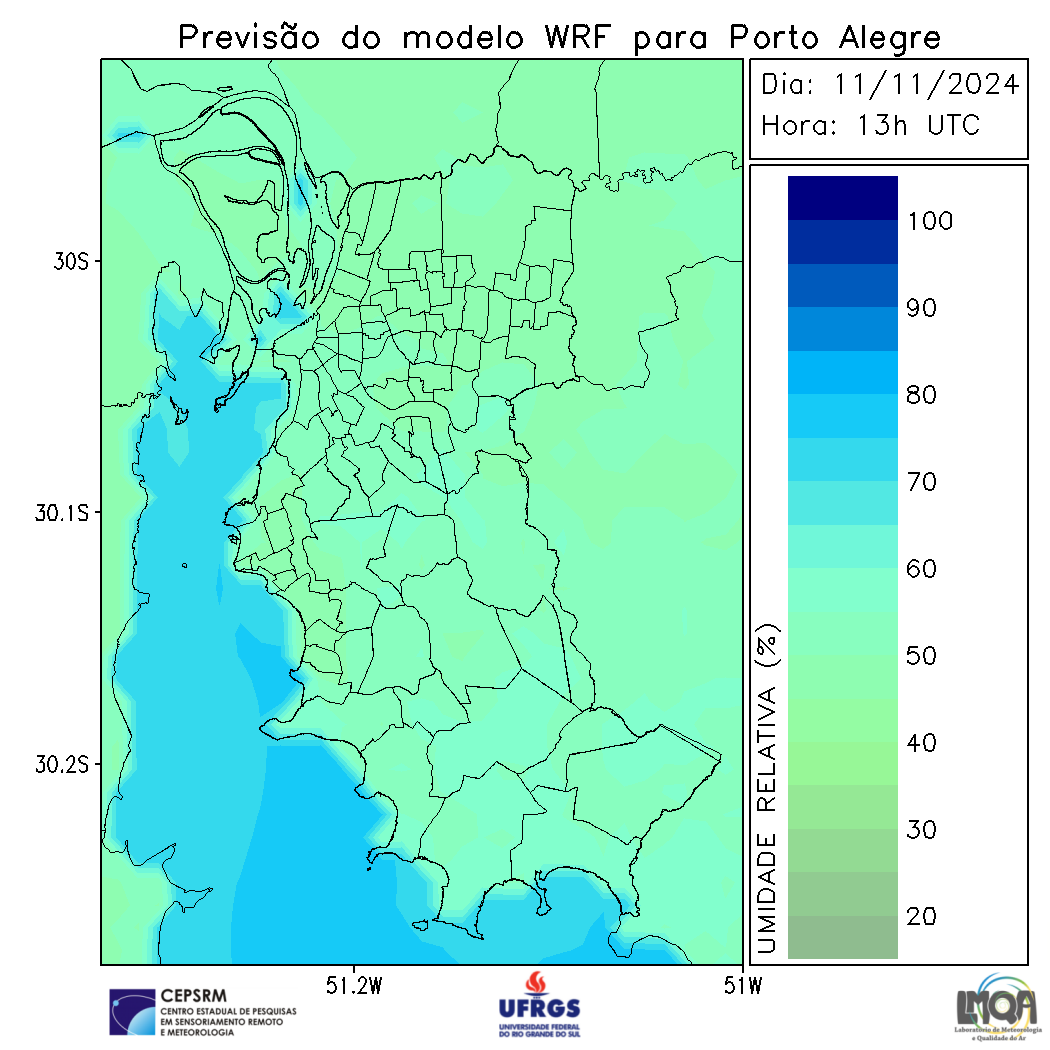 Previsão do modelo WRF para Porto Alegre
Dia: 11/11/2024
Hora: 13h UTC
30S
30.1S
30.2S
51.2W
51W
UMIDADE RELATIVA (%)
100
90
80
70
60
50
40
30
20
CEPSRM
CENTRO ESTADUAL DE PESQUISAS
EM SENSORIAMENTO REMOTO
E METEOROLOGIA
UFRGS
UNIVERSIDADE FEDERAL
DO RIO GRANDE DO SUL
LMQA
Laboratório de Meteorologia
e Qualidade do Ar